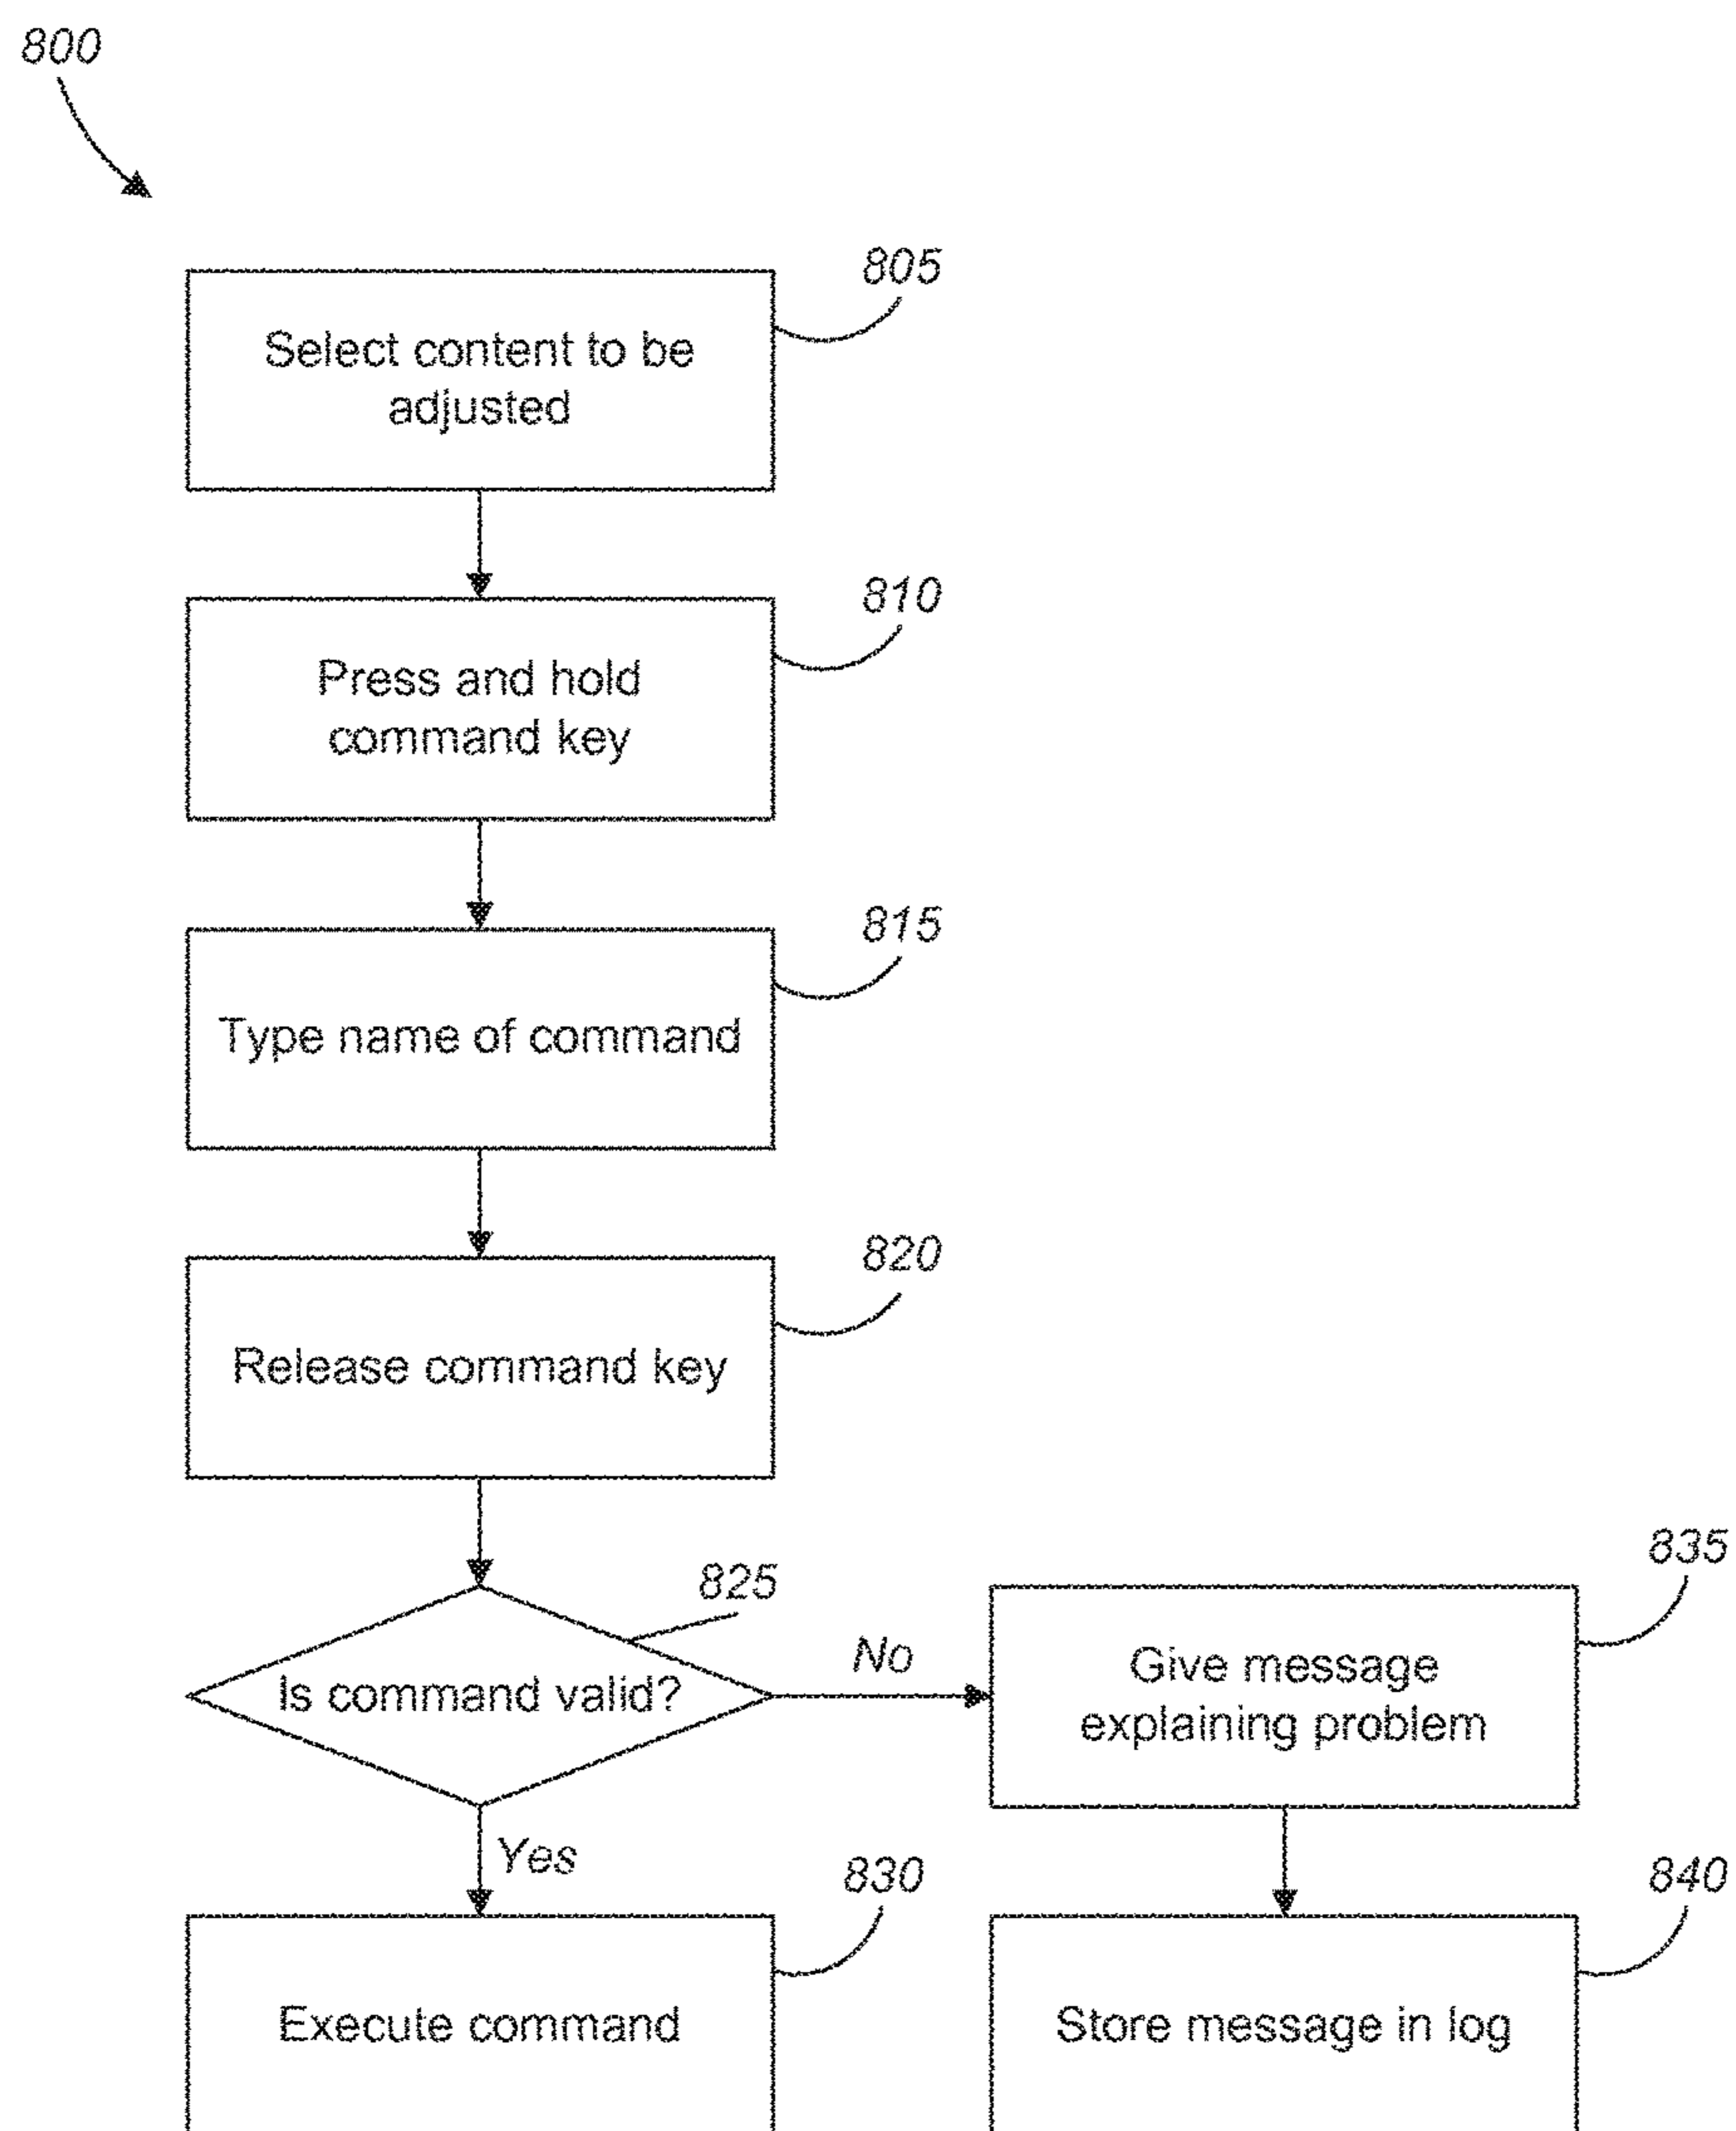 800
805
Select content to be
adjusted
810
Press and hold
command key
815
Type name of command
820
Release command key
825
Is command valid?
No
835
Give message
explaining problem
Yes
830
Execute command
840
Store message in log